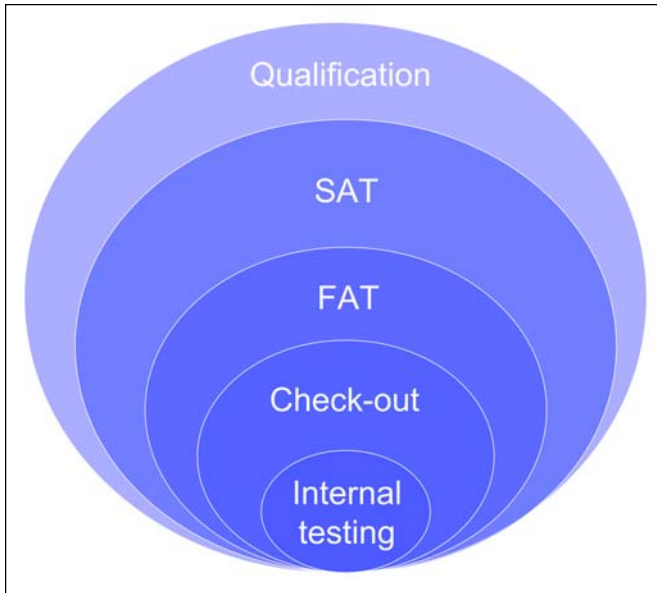 Qualification
SAT
FAT
Check-out
Internal
testing